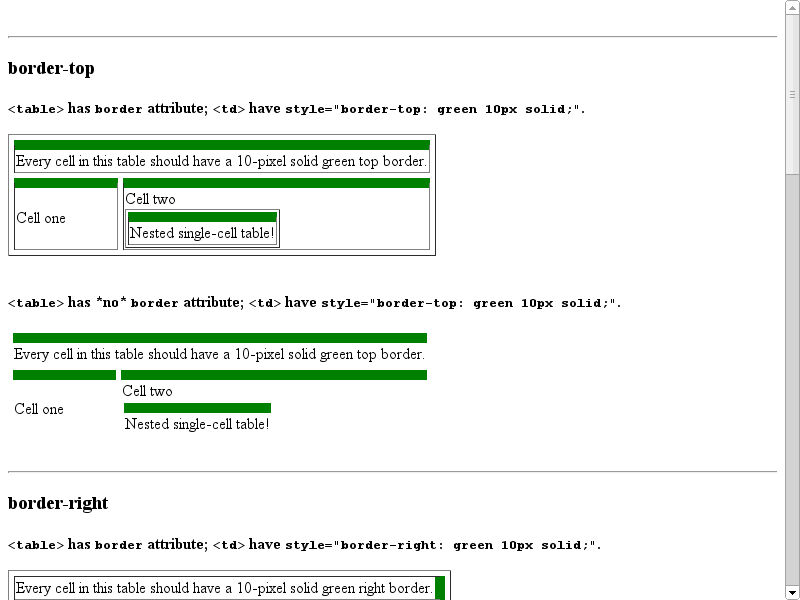 border-top
<table> has border attribute; <td> have style="border-top: green 10px solid;".
Every cell in this table should have a 10-pixel solid green top border.
Cell one
Cell two
Nested single-cell table!
<table> has *no* border attribute; <td> have style="border-top: green 10px solid;".
Every cell in this table should have a 10-pixel solid green top border.
Cell one
Cell two
Nested single-cell table!
border-right
<table> has border attribute; <td> have style="border-right: green 10px solid;".
Every cell in this table should have a 10-pixel solid green right border.